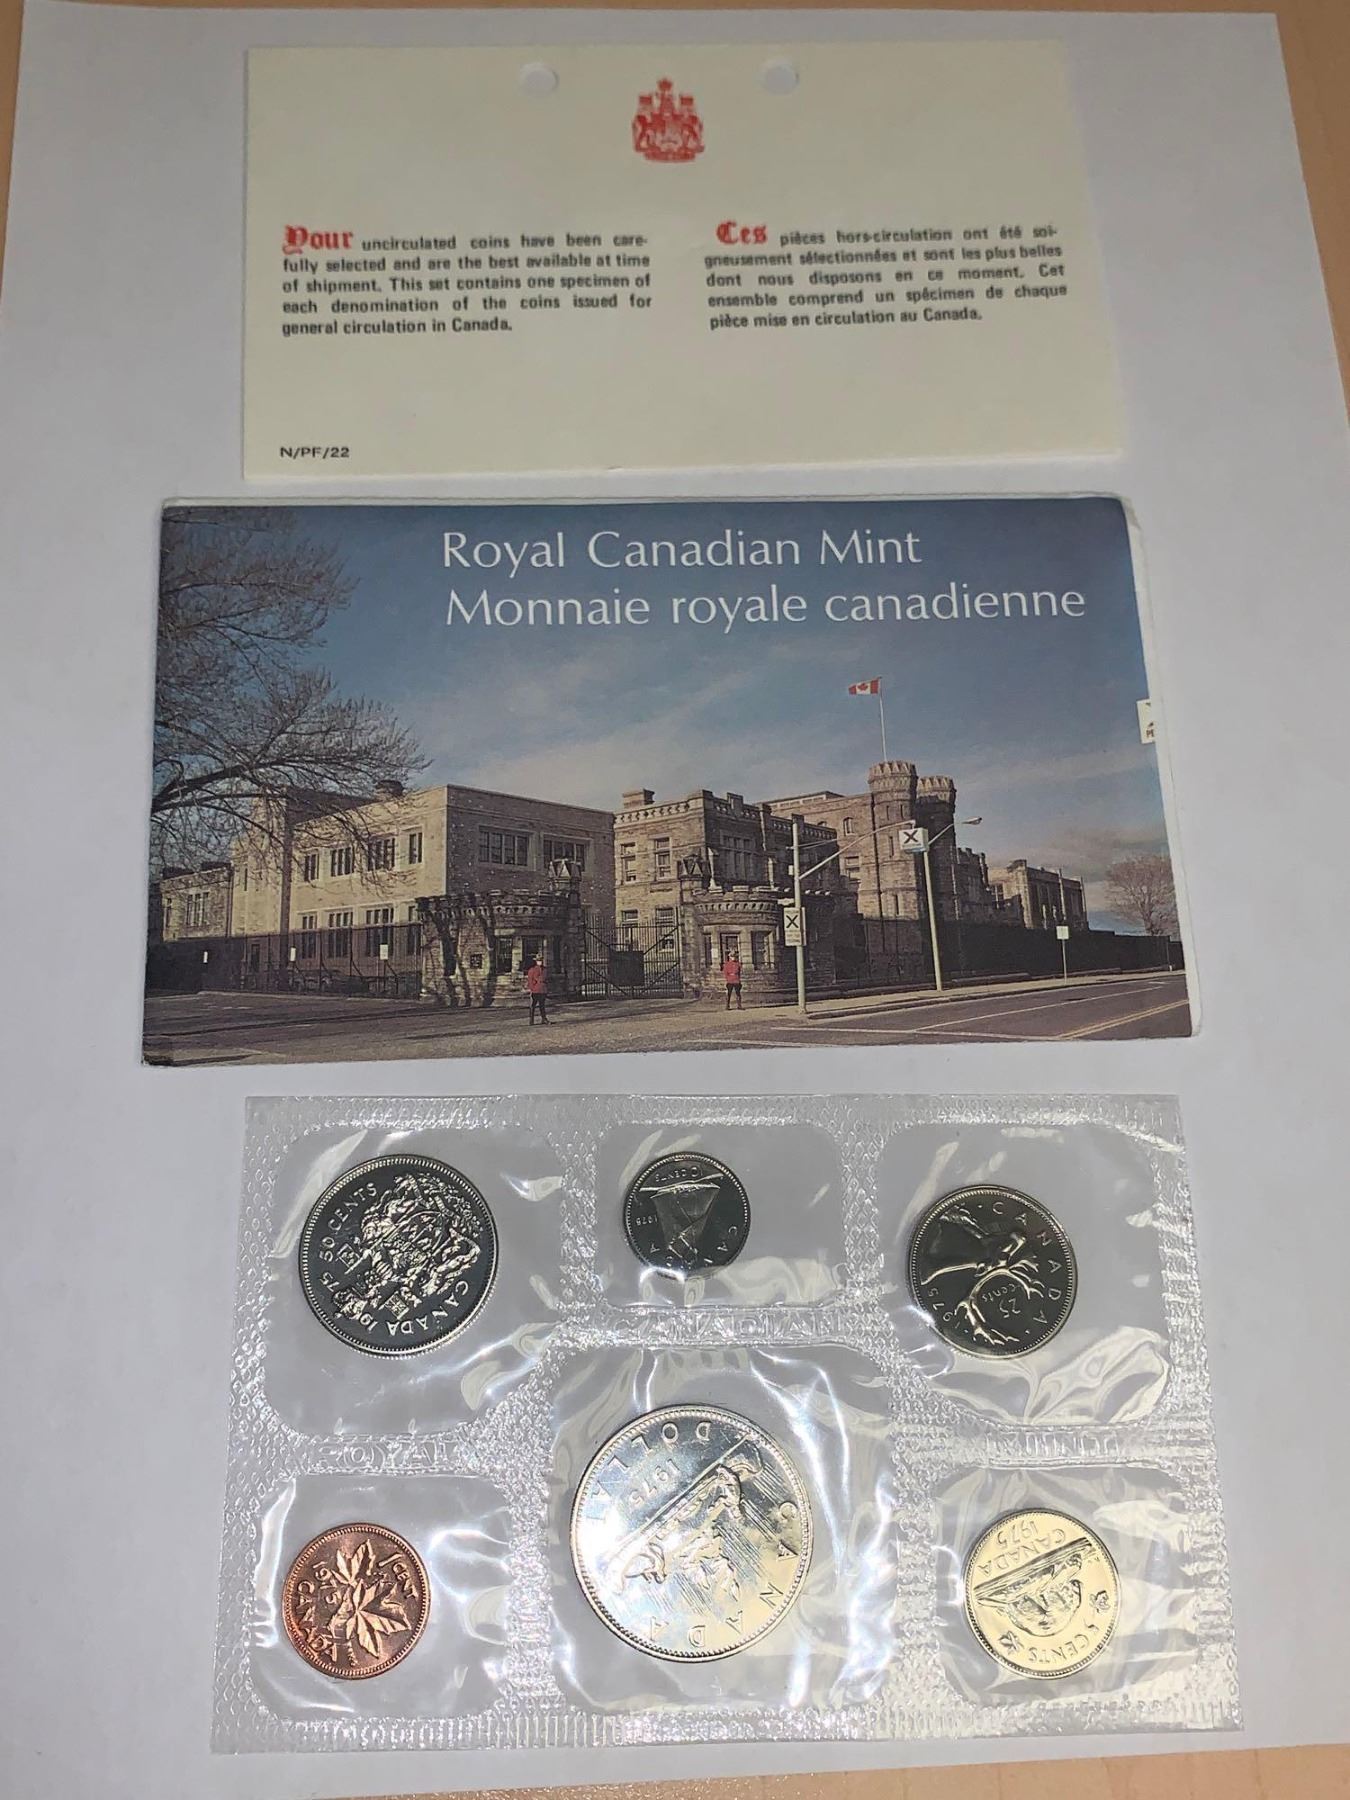 Your uncirculated coins have been care-
fully selected and are the best available at time
of shipment. This set contains one specimen of
each denomination of the coins issued for
general circulation in Canada.
Ces pièces hors-circulation ont été soi-
gneusement sélectionnées et sont les plus belles
dont nous disposons en ce moment. Cet
ensemble comprend un spécimen de chaque
pièce mise en circulation au Canada.
N/PF/22
Royal Canadian Mint
Monnaie royale canadienne
X
X
50 CENTS
CANADA
1975
10 CENTS
1975
CANADA
CANADA
25
cents
1975
CANADIAN
ROYAL
MINT
1 CENT
1975
CANADA
CANADA
1975
DOLLAR
CANADA
1975
5 CENTS